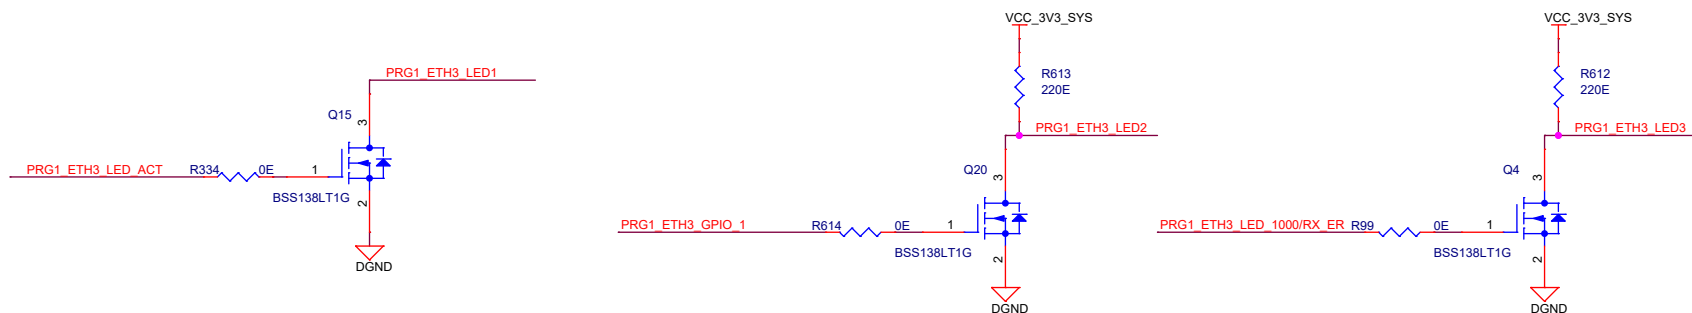 PRG1_ETH3_LED1
Q15
3
PRG1_ETH3_LED_ACT
R334
0E
1
BSS138LT1G
2
DGND
VCC_3V3_SYS
R613
220E
PRG1_ETH3_LED2
Q20
3
PRG1_ETH3_GPIO_1
R614
0E
1
BSS138LT1G
2
DGND
VCC_3V3_SYS
R612
220E
PRG1_ETH3_LED3
Q4
3
PRG1_ETH3_LED_1000/RX_ER
R99
0E
1
BSS138LT1G
2
DGND